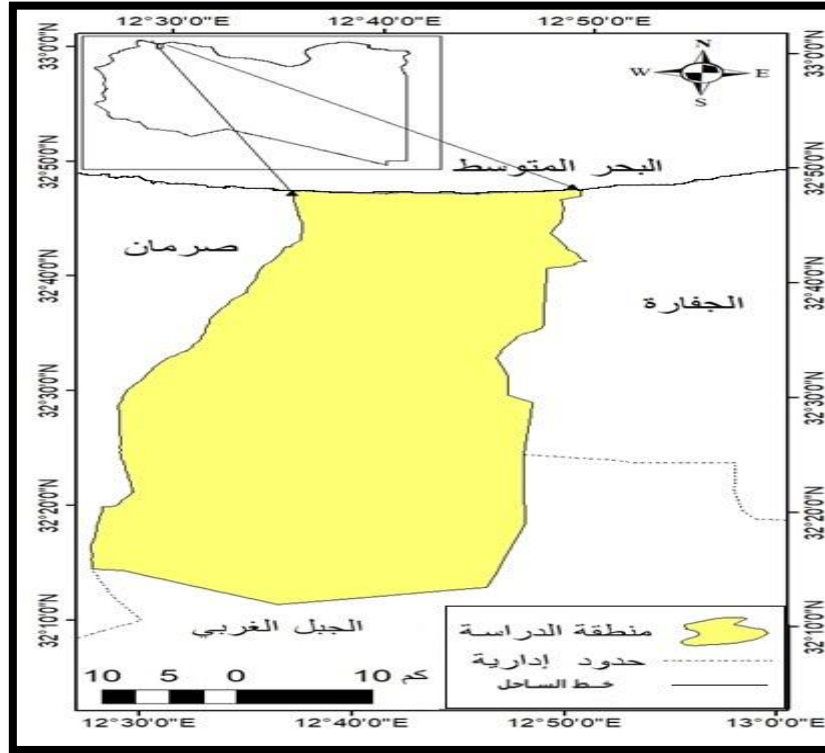 12°30'0"E 12°40'0"E 12°50'0"E
33°0'0"N
33°0'0"N
N
W E
S
32°50'0"N
32°50'0"N
البحر المتوسط
صرمان
32°40'0"N
32°40'0"N
الجفارة
32°30'0"N
32°30'0"N
32°20'0"N
32°20'0"N
32°10'0"N
32°10'0"N
الجبل الغربي
منطقة الدراسة
حدود إدارية
خط الساحل
10 5 0 10 كم
12°30'0"E 12°40'0"E 12°50'0"E 13°0'0"E